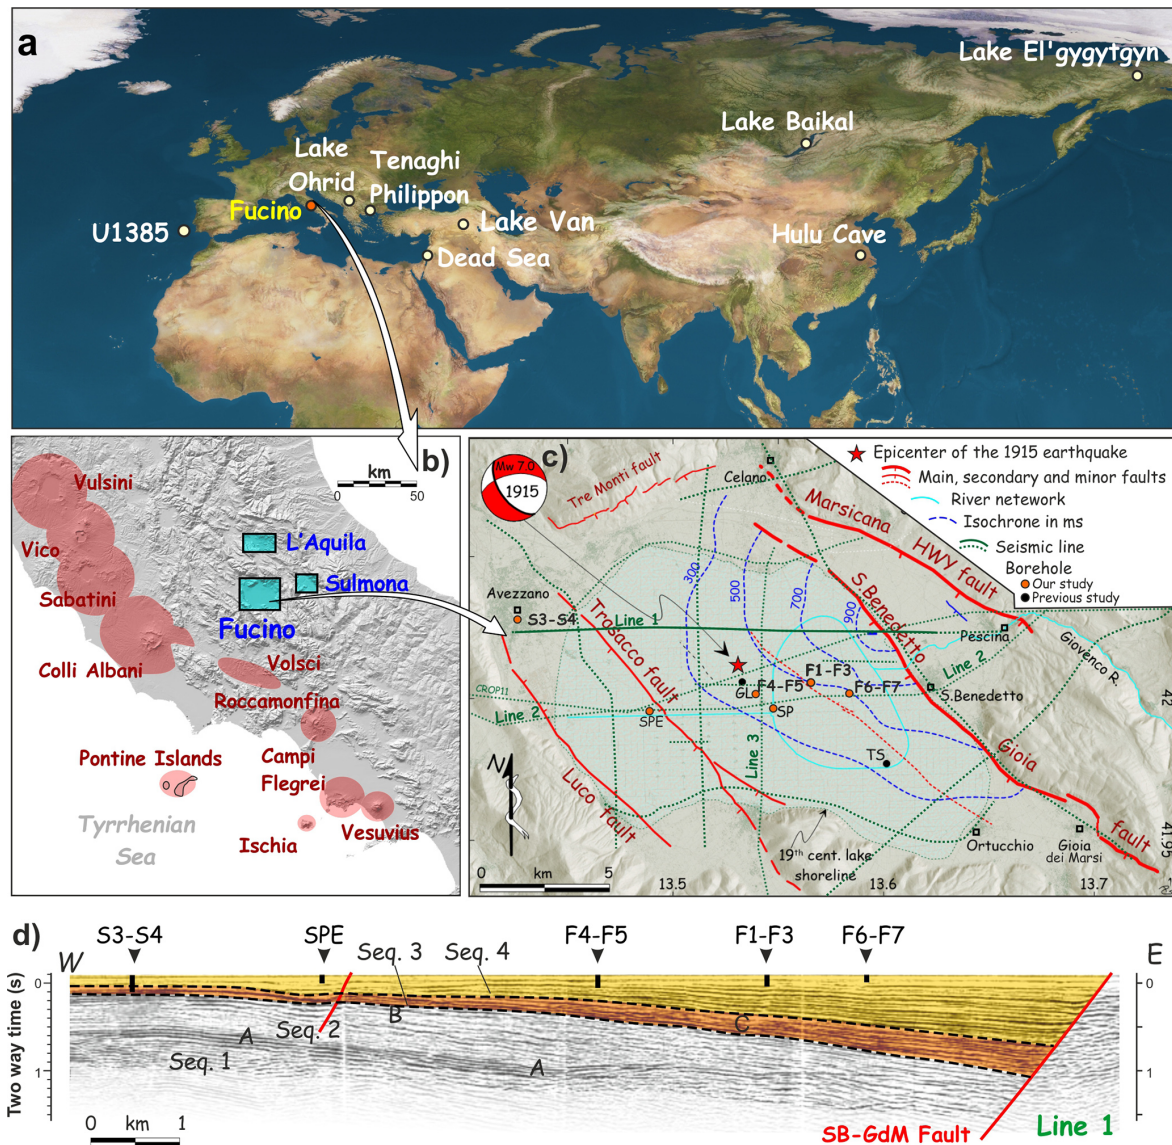 a
Lake El'gygytgyn
Lake Baikal
Lake
Ohrid
Tenaghi
Philippon
Fucino
U1385
Lake Van
Hulu Cave
Dead Sea
b)
km
0
50
Vulsini
Vico
L'Aquila
Sulmona
Sabatini
Fucino
Colli Albani
Volsci
Roccamonfina
Pontine Islands
Campi
Flegrei
Tyrrhenian
Sea
Ischia
Vesuvius
c)
Mw 7.0
1915
Tre Monti fault
Celano
Epicenter of the 1915 earthquake
Main, secondary and minor faults
River netework
Isochrone in ms
Seismic line
Borehole
Our study
Previous study
Marsicana
HWY fault
300
500
700
900
Avezzano
S3-S4
Trasacco fault
Line 1
S.Benedetto
Pescina
Giovenco R.
Line 2
F1-F3
F4-F5
F6-F7
GL
S.Benedetto
42
CROP11
Line 2
SPE
SP
Line 3
TS
Gioia
fault
N
Luco fault
19th cent. lake
shoreline
Ortucchio
Gioia
dei Marsi
4195
0
km
5
13.5
13.6
13.7
d)
S3-S4
SPE
F4-F5
F1-F3
F6-F7
W
Seq. 3
Seq. 4
E
Two way time (s)
0
0
B
C
A
Seq. 2
Seq. 1
A
1
1
0 km 1
SB-GdM Fault
Line 1